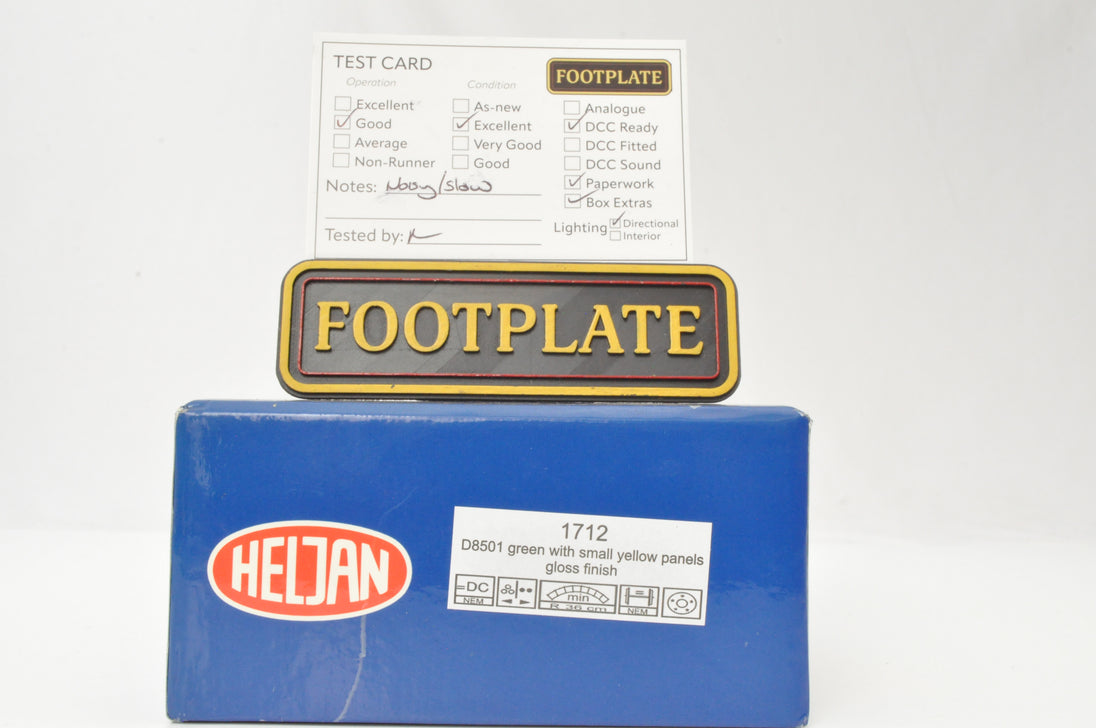 TEST CARD
FOOTPLATE
Operation
Condition
Excellent
As-new
Analogue
Good
Excellent
DCC Ready
Average
Very Good
DCC Fitted
Non-Runner
Good
DCC Sound
Notes: Noisy/slow
Paperwork
Box Extras
Lighting
Directional
Interior
Tested by:
FOOTPLATE
HELJAN
1712
D8501 green with small yellow panels
gloss finish
=DC
NEM
min
R 36 cm
NEM